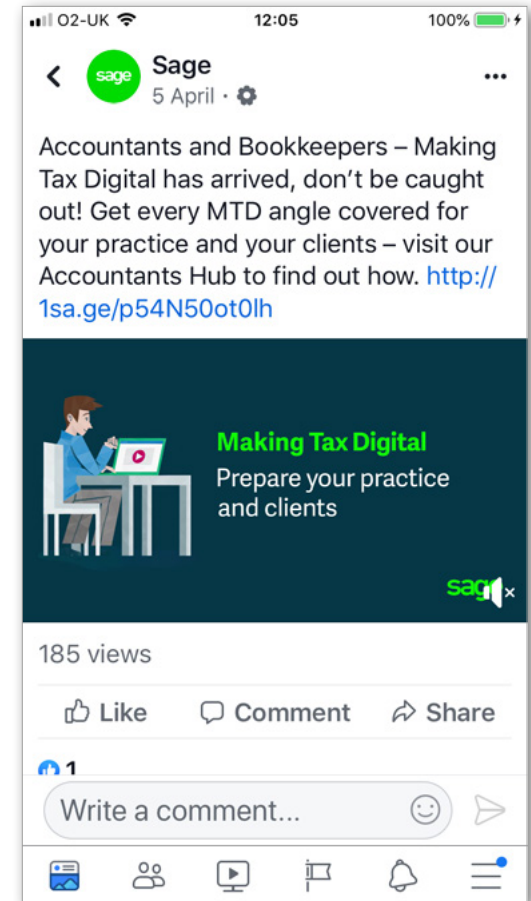 O2-UK 12:05 100%
sage Sage
5 April
Accountants and Bookkeepers – Making
Tax Digital has arrived, don’t be caught
out! Get every MTD angle covered for
your practice and your clients – visit our
Accountants Hub to find out how. http://
1sa.ge/p54N50ot0lh
Making Tax Digital
Prepare your practice
and clients
sage
185 views
Like Comment Share
1
Write a comment...